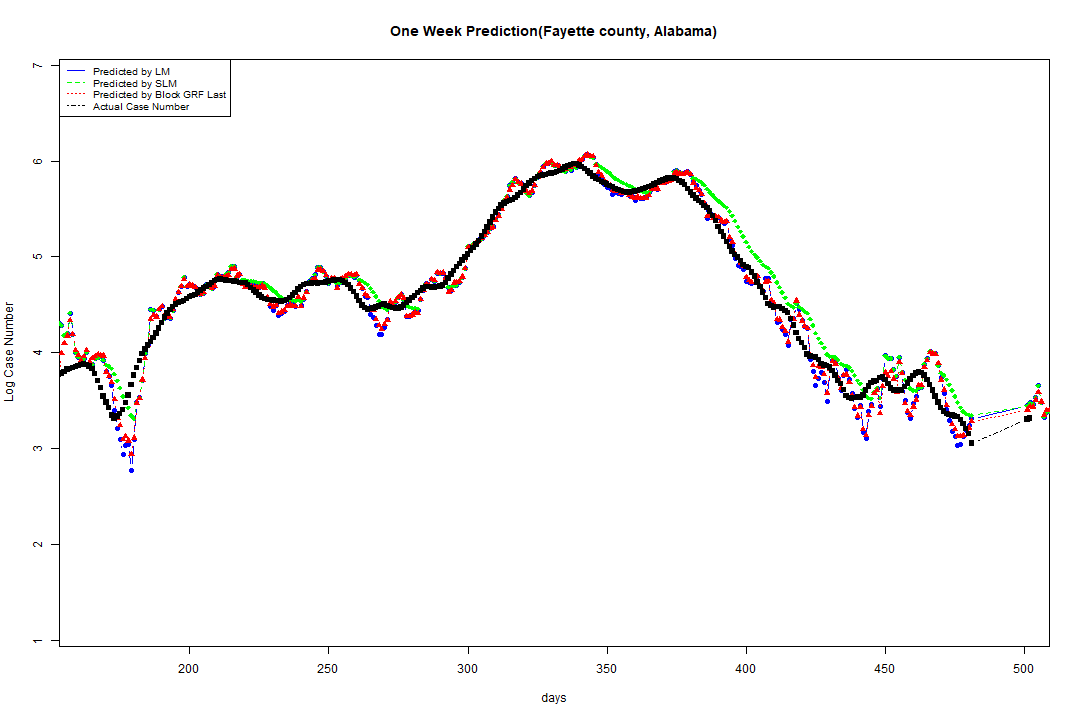 One Week Prediction(Fayette county, Alabama)
Predicted by LM
Predicted by SLM
Predicted by Block GRF Last
Actual Case Number
7
6
5
4
3
2
1
Log Case Number
200 250 300 350 400 450 500
days